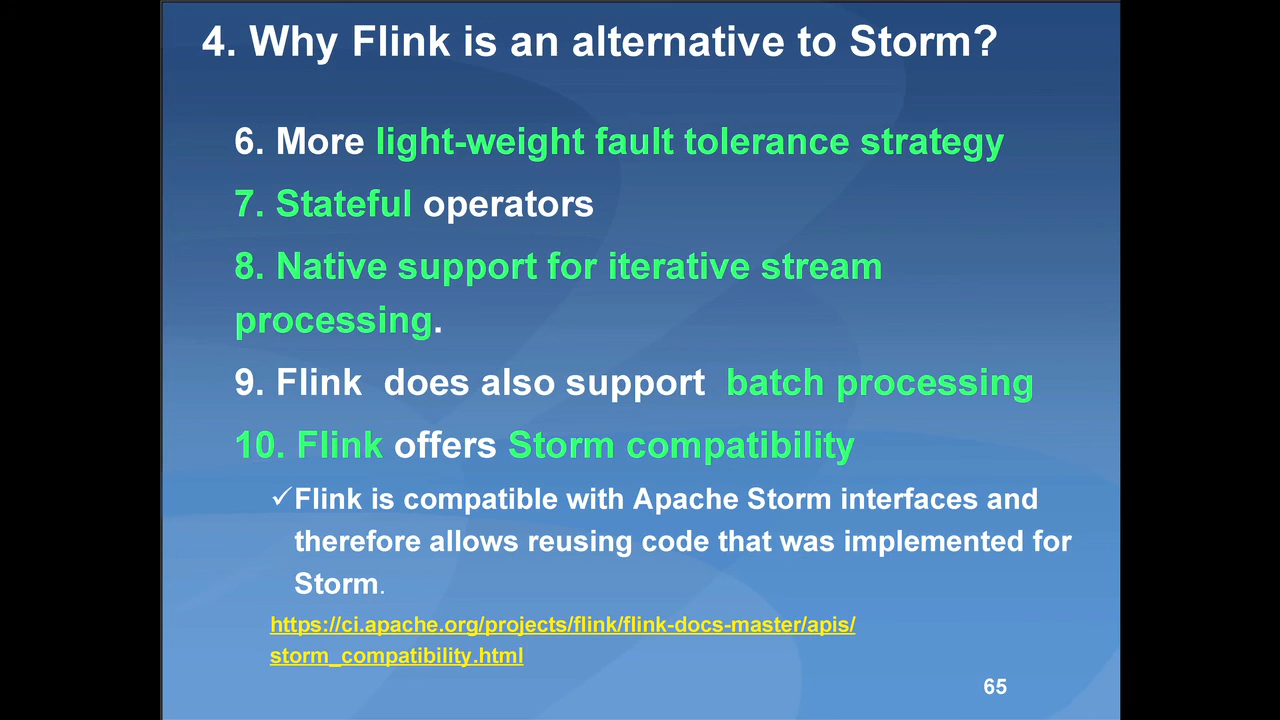 4. Why Flink is an alternative to Storm?
6. More light-weight fault tolerance strategy
7. Stateful operators
8. Native support for iterative stream
processing.
9. Flink  does also support  batch processing
10. Flink offers Storm compatibility
✓Flink is compatible with Apache Storm interfaces and
therefore allows reusing code that was implemented for
Storm.
https://ci.apache.org/projects/flink/flink-docs-master/apis/
storm_compatibility.html
65